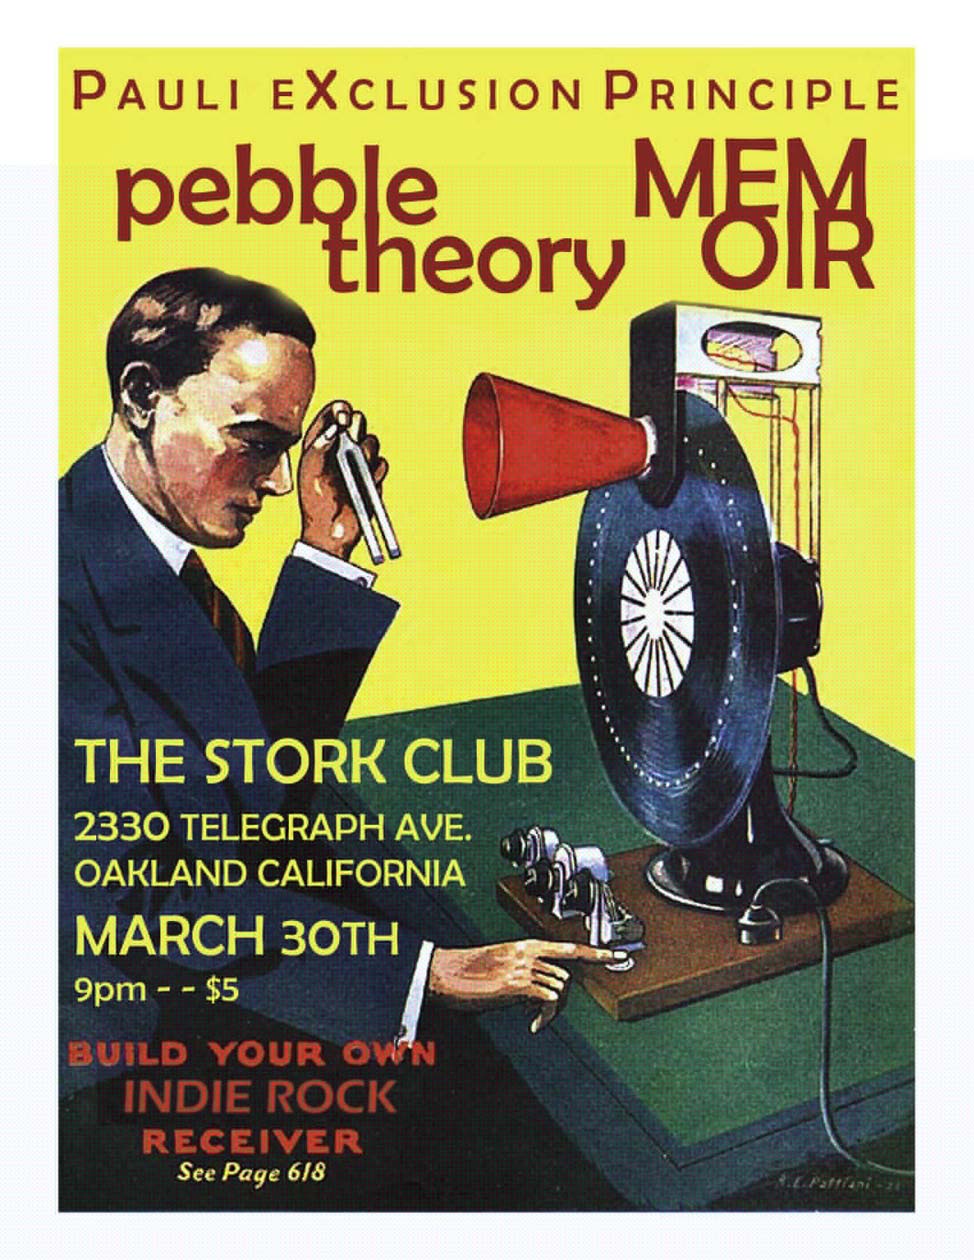 PAULI eXCLUSION PRINCIPLE
pebble
theory
MEM
OIR
THE STORK CLUB
2330 TELEGRAPH AVE.
OAKLAND CALIFORNIA
MARCH 30TH
9pm - - $5
BUILD YOUR OWN
INDIE ROCK
RECEIVER
See Page 618